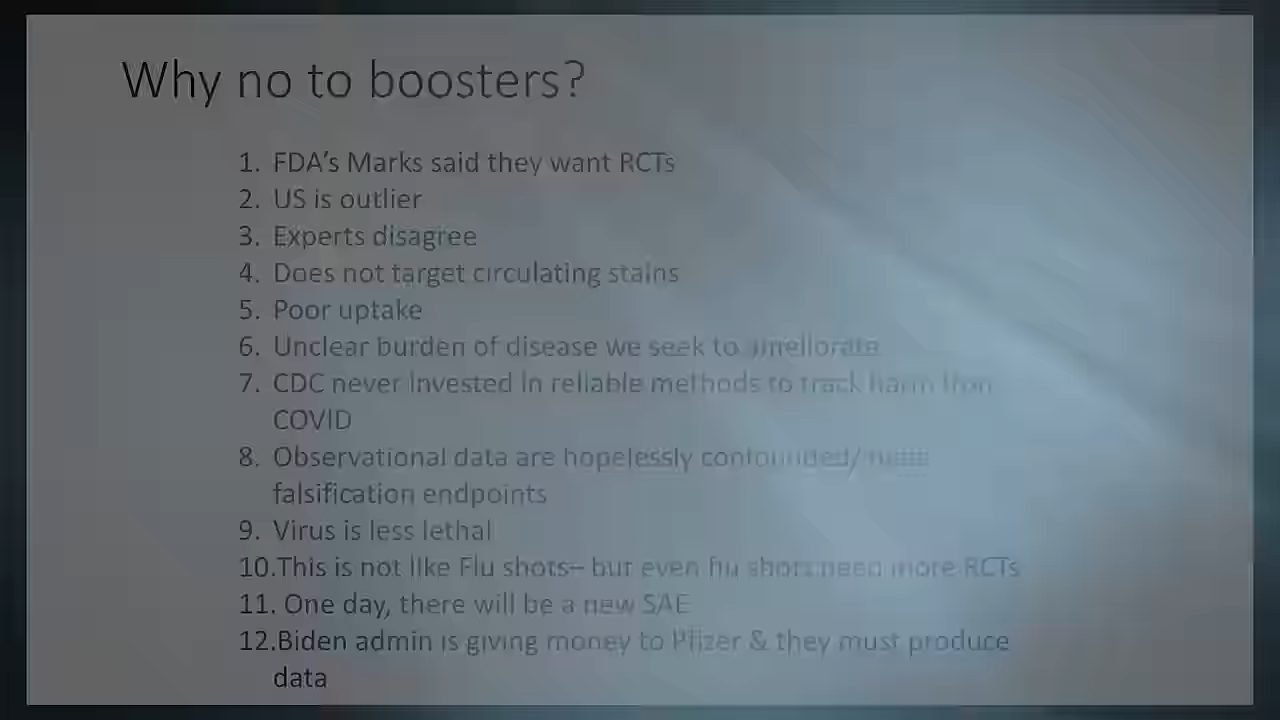 Why no to boosters?
1. FDA's Marks said they want RCTs
2. US is outlier
3. Experts disagree
4. Does not target circulating stains
5. Poor uptake
6. Unclear burden of disease we seek to ameliorate
7. CDC never invested in reliable methods to track harm from
COVID
8. Observational data are hopelessly confounded/
falsification endpoints
9. Virus is less lethal
10.This is not like Flu shots– but even flu shots need more RCTs
11. One day, there will be a new SAE
12.Biden admin is giving money to Pfizer & they must produce
data